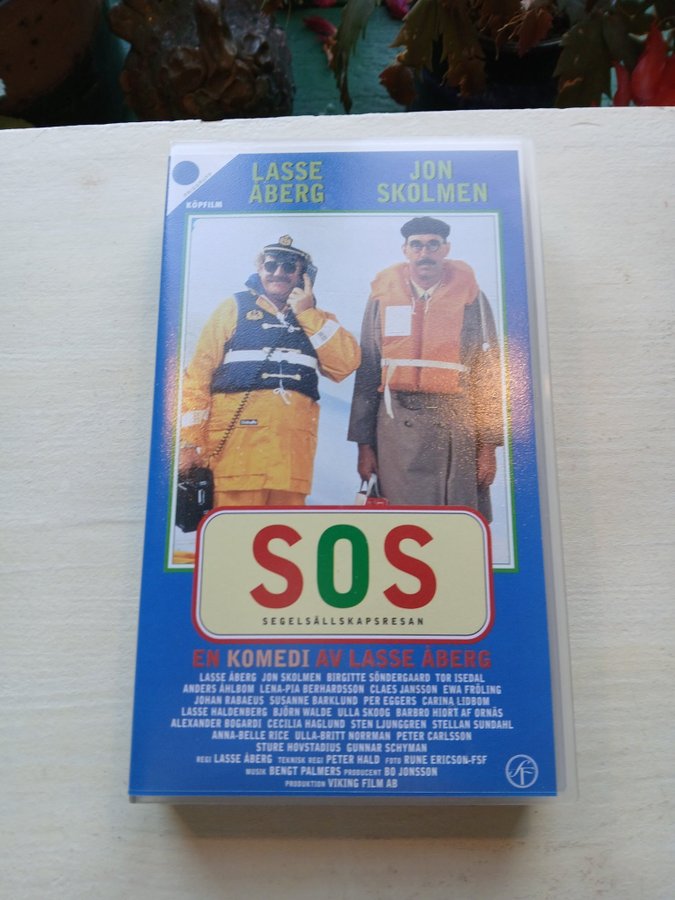 LASSE ÅBERG
JON SKOLMEN
KÖPFILM
SOS
SEGELSÄLLSKAPSRESAN
EN KOMEDI AV LASSE ÅBERG
LASSE ÅBERG JON SKOLMEN BIRGITTE SÖNDERGAARD TOR ISEDAL
ANDERS ÅHLBOM LENA-PIA BERHARDSSON CLAES JANSSON EWA FRÖLING
JOHAN RABAEUS SUSANNE BARKLUND PER EGGERS CARINA LIDBOM
LASSE HALDENBERG BJÖRN WALDE ULLA SKOOG BARBRO HIORT AF ORNÄS
ALEXANDER BOGARDI CECILIA HAGLUND STEN LJUNGGREN STELLAN SUNDAHL
ANNA-BELLE RICE ULLA-BRITT NORRMAN PETER CARLSSON
STURE HOVSTADIUS GUNNAR SCHYMAN
REGI LASSE ÅBERG TEKNISK REGI PETER HALD FOTO RUNE ERICSON-FSF
MUSIK BENGT PALMERS PRODUCENT BO JONSSON
PRODUKTION VIKING FILM AB
SF